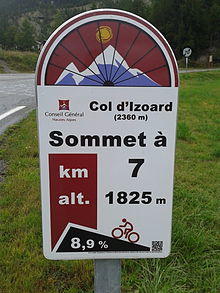 Col d'Izoard
(2360 m)
Conseil Général
Hautes Alpes
Sommet à
km 7
alt. 1825 m
8,9 %